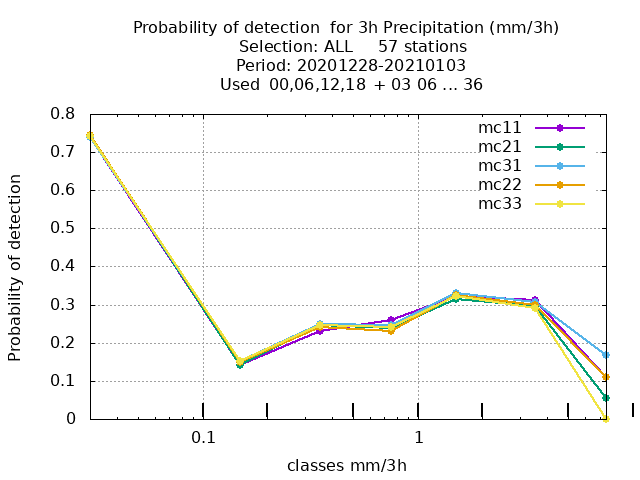 Probability of detection  for 3h Precipitation (mm/3h)
Selection: ALL     57 stations
Period: 20201228-20210103
Used  00,06,12,18  + 03 06 ... 36
0.8
0.7
0.6
0.5
0.4
0.3
0.2
0.1
0
Probability of detection
mc11
mc21
mc31
mc22
mc33
0.1
1
classes mm/3h